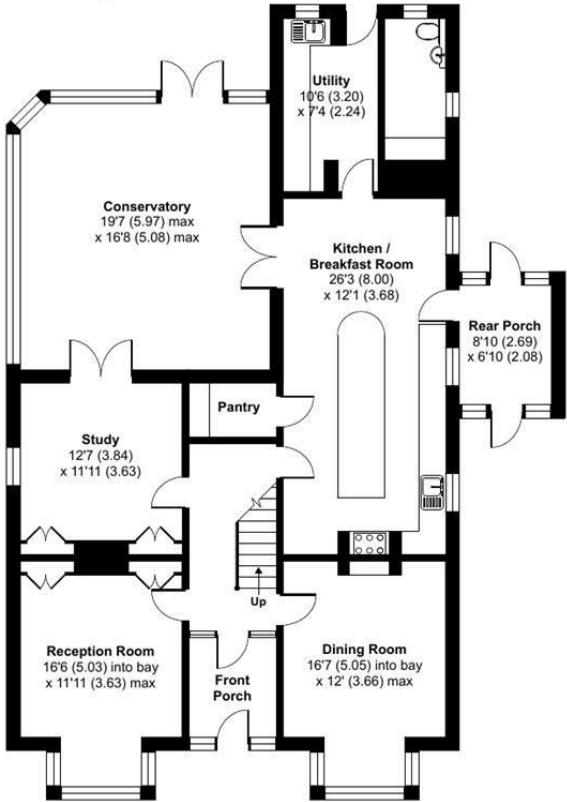 Utility
10'6 (3.20)
x 7'4 (2.24)
Conservatory
19'7 (5.97) max
x 16'8 (5.08) max
Kitchen /
Breakfast Room
26'3 (8.00)
x 12'1 (3.68)
Rear Porch
8'10 (2.69)
x 6'10 (2.08)
Pantry
Study
12'7 (3.84)
x 11'11 (3.63)
Up
Reception Room
16'6 (5.03) into bay
x 11'11 (3.63) max
Front
Porch
Dining Room
16'7 (5.05) into bay
x 12' (3.66) max